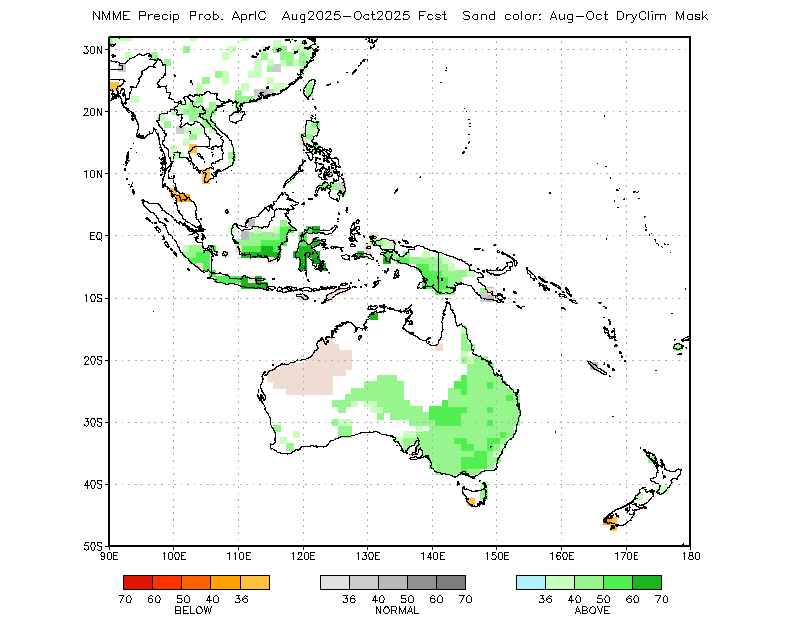 NMME Precip Prob. AprIC Aug2025-Oct2025 Fcst Sand color: Aug-Oct DryClim Mask
30N
20N
10N
EQ
10S
20S
30S
40S
50S
90E 100E 110E 120E 130E 140E 150E 160E 170E 180
70 60 50 40 36 36 40 50 60 70 36 40 50 60 70
BELOW NORMAL ABOVE